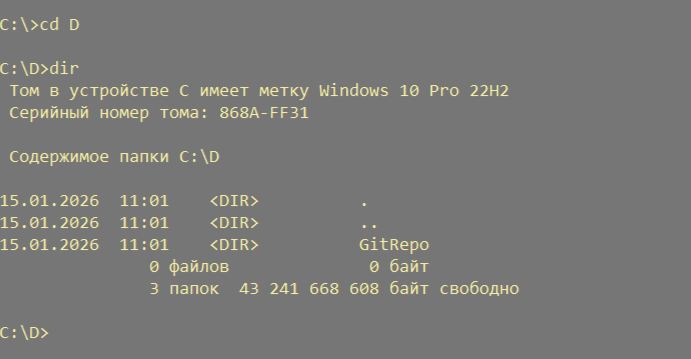 C:\>cd D
C:\D>dir
Том в устройстве C имеет метку Windows 10 Pro 22H2
Серийный номер тома: 868A-FF31
Содержимое папки C:\D
15.01.2026  11:01    <DIR>          .
15.01.2026  11:01    <DIR>          ..
15.01.2026  11:01    <DIR>          GitRepo
0 файлов              0 байт
3 папок  43 241 668 608 байт свободно
C:\D>